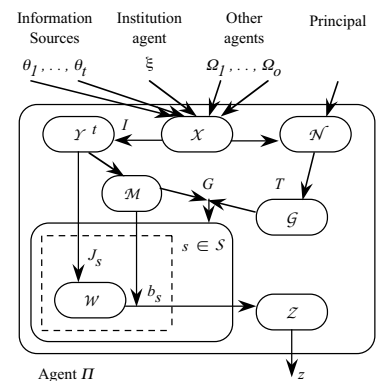 Information Institution Other Principal
Sources agent agents
θ1, . . , θt ξ Ω1, . . , Ωo
Y t I X N
M G T G
s ∈ S
Js
W bs Z
Agent Π z